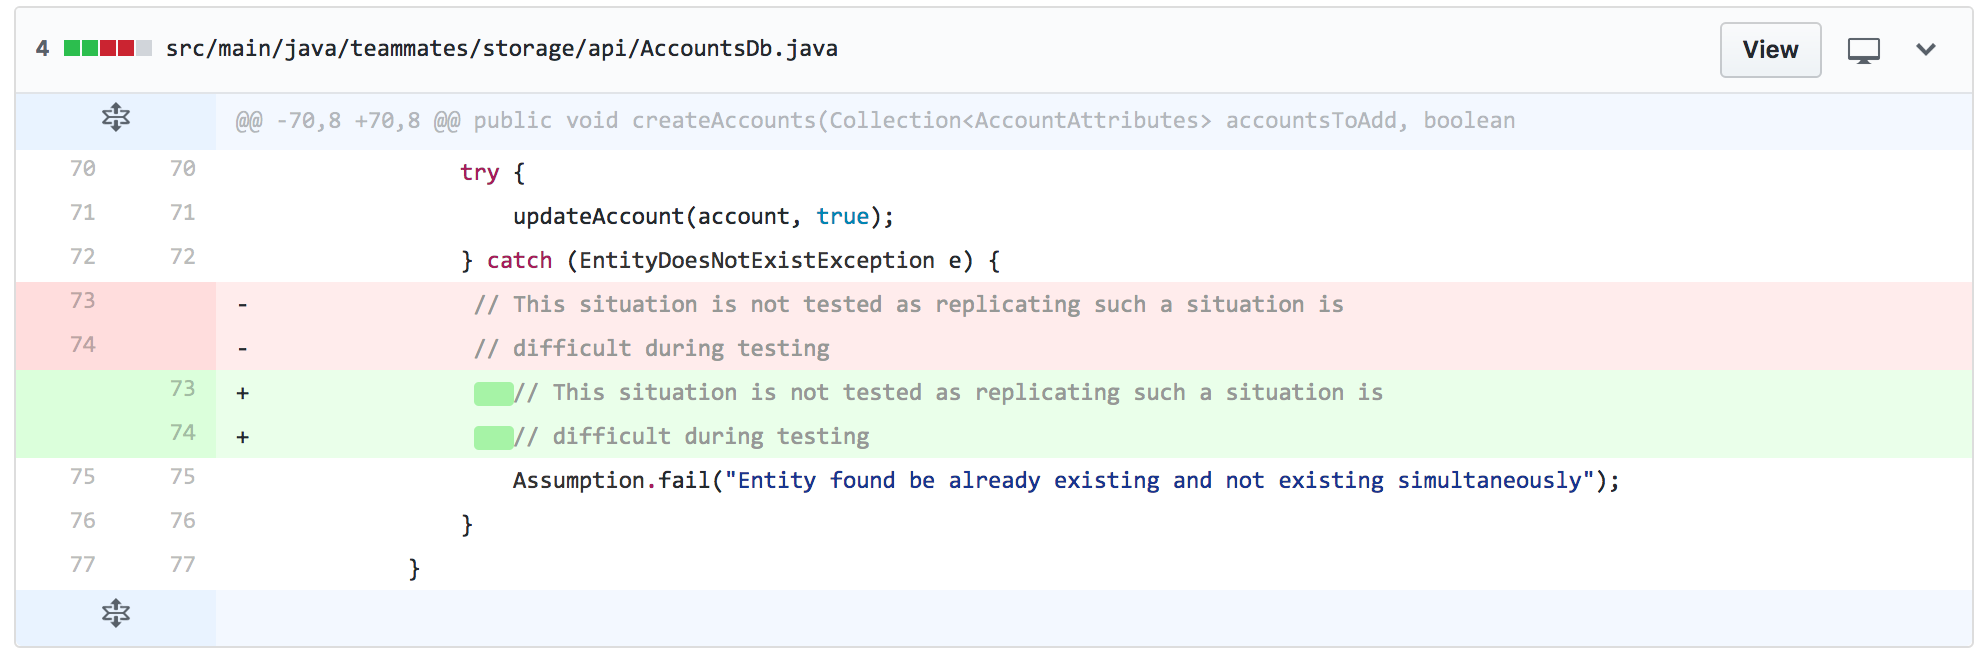 4 src/main/java/teammates/storage/api/AccountsDb.java View
@@ -70,8 +70,8 @@ public void createAccounts(Collection<AccountAttributes> accountsToAdd, boolean
70 70 try {
71 71 updateAccount(account, true);
72 72 } catch (EntityDoesNotExistException e) {
73 - // This situation is not tested as replicating such a situation is
74 - // difficult during testing
73 + // This situation is not tested as replicating such a situation is
74 + // difficult during testing
75 75 Assumption.fail("Entity found be already existing and not existing simultaneously");
76 76 }
77 77 }